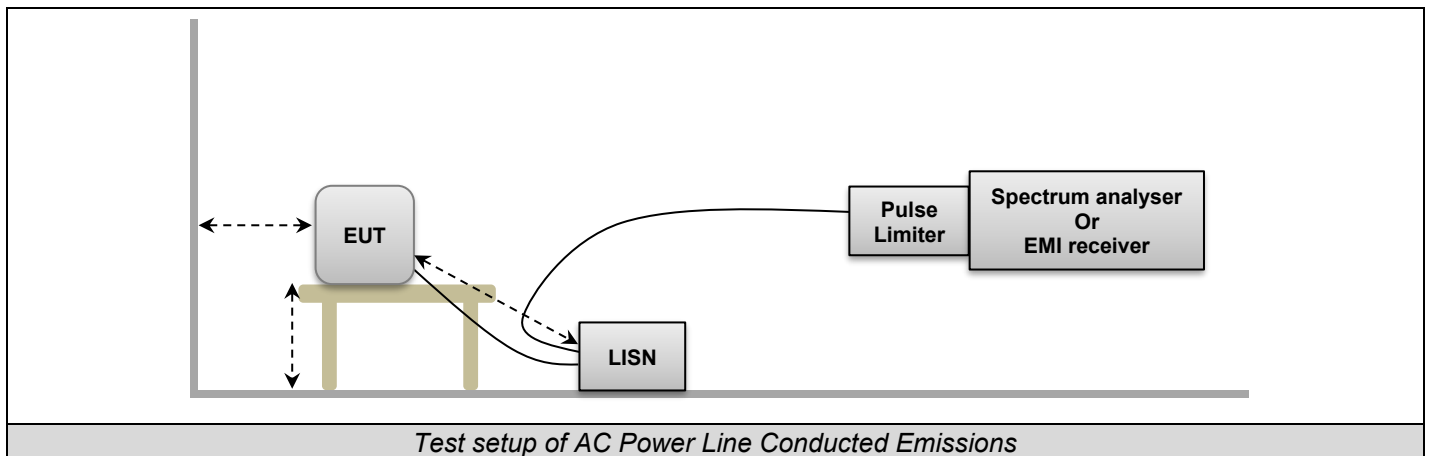 EUT
Pulse
Limiter
Spectrum analyser
Or
EMI receiver
LISN
Test setup of AC Power Line Conducted Emissions